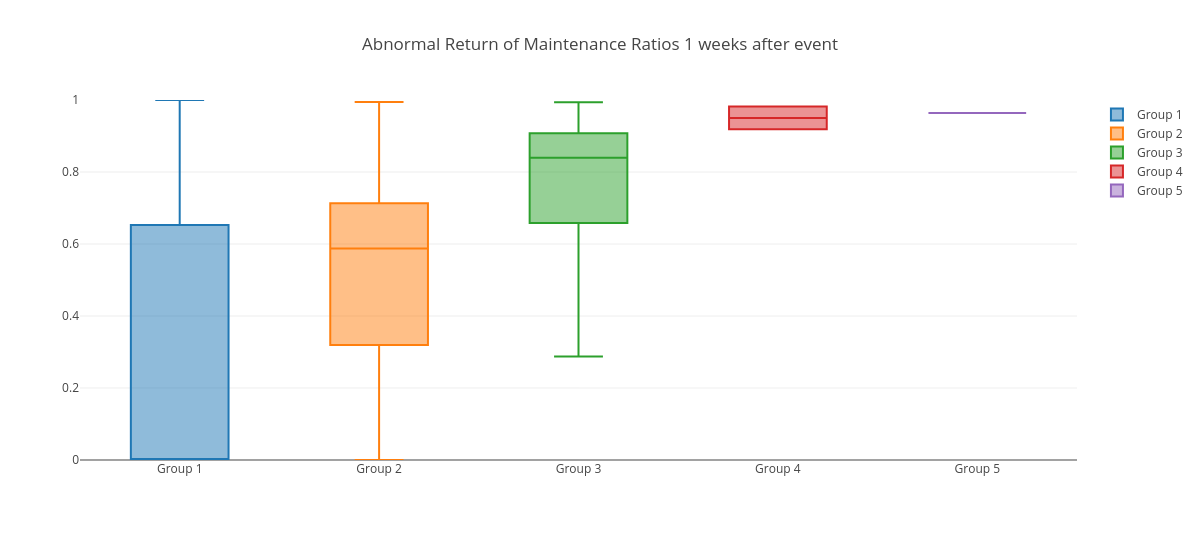 Abnormal Return of Maintenance Ratios 1 weeks after event
1
0.8
0.6
0.4
0.2
0
Group 1
Group 2
Group 3
Group 4
Group 5
Group 1
Group 2
Group 3
Group 4
Group 5